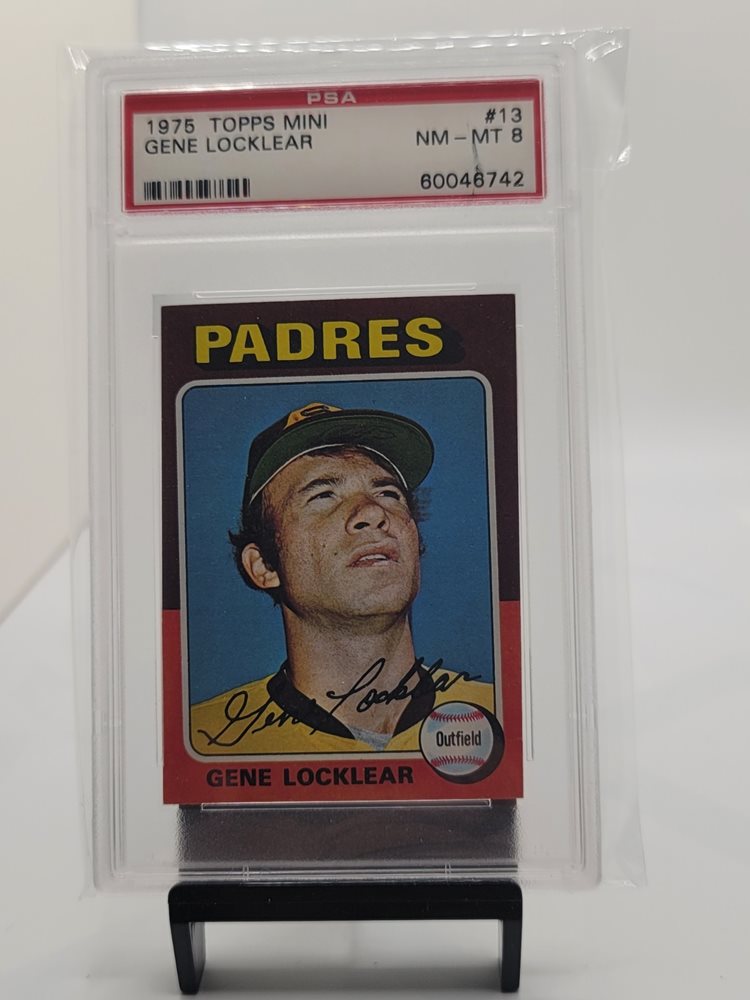 PSA
1975 TOPPS MINI #13
GENE LOCKLEAR NM-MT 8
60046742
PADRES
Gene Locklear
Outfield
GENE LOCKLEAR